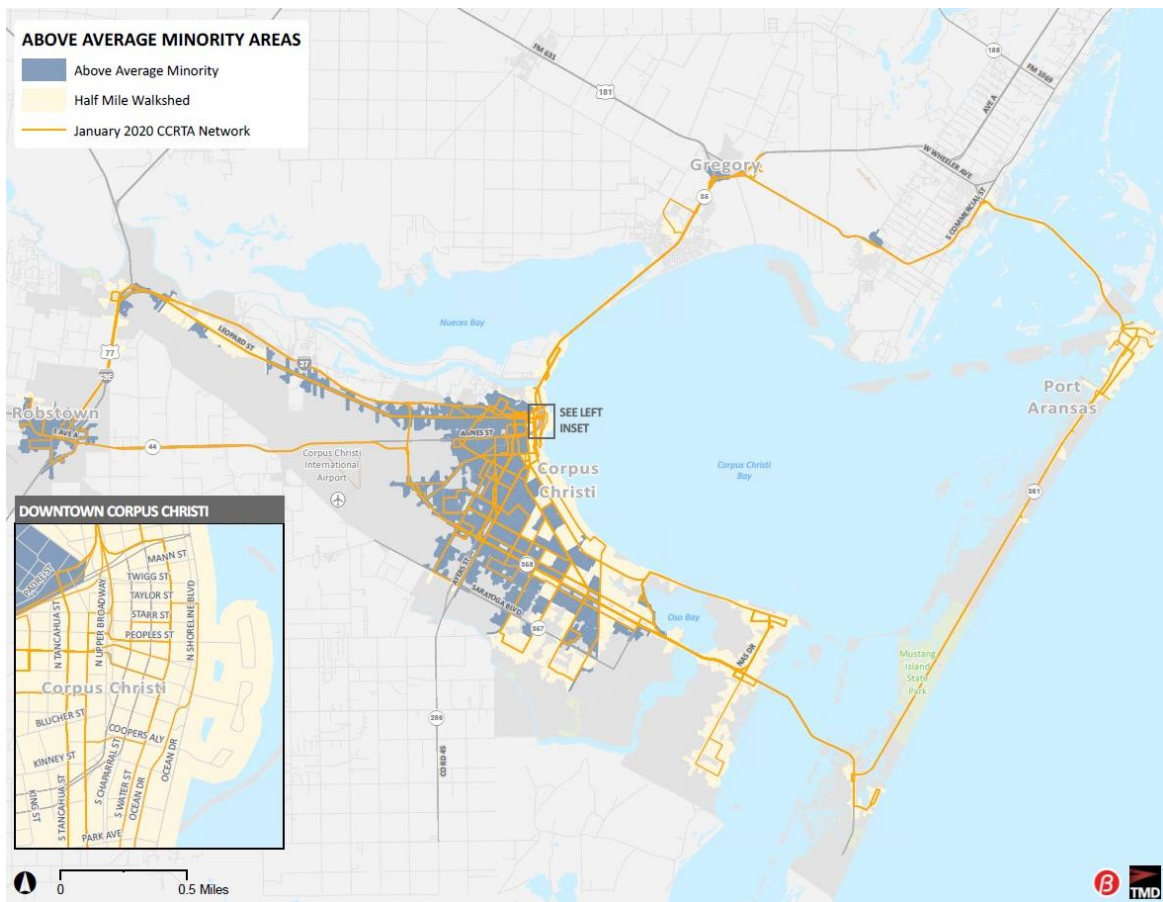 ABOVE AVERAGE MINORITY AREAS
Above Average Minority
Half Mile Walkshed
January 2020 CCRTA Network
FM 631
181
188
FM 1069
AVE A
W WHEELER AVE
Gregory
35
S COMMERCIAL ST
Nueces Bay
LEOPARD ST
37
77
Robstown
E AVE A
44
AGNES ST
SEE LEFT
INSET
Corpus Christi
International
Airport
Corpus
Christi
Corpus Christi
Bay
Port
Aransas
361
358
AYERS ST
SARATOGA BLVD
357
Oso Bay
NAS DR
Mustang
Island
State
Park
286
CO RD 45
DOWNTOWN CORPUS CHRISTI
PADRE ST
MANN ST
TWIGG ST
TAYLOR ST
STARR ST
PEOPLES ST
N TANCAHUA ST
N UPPER BROADWAY
N SHORELINE BLVD
Corpus Christi
BLUCHER ST
COOPERS ALY
KINNEY ST
KING ST
S TANCAHUA ST
S CHAPARRAL ST
S WATER ST
OCEAN DR
OCEAN DR
PARK AVE
0
0.5 Miles
β
TMD